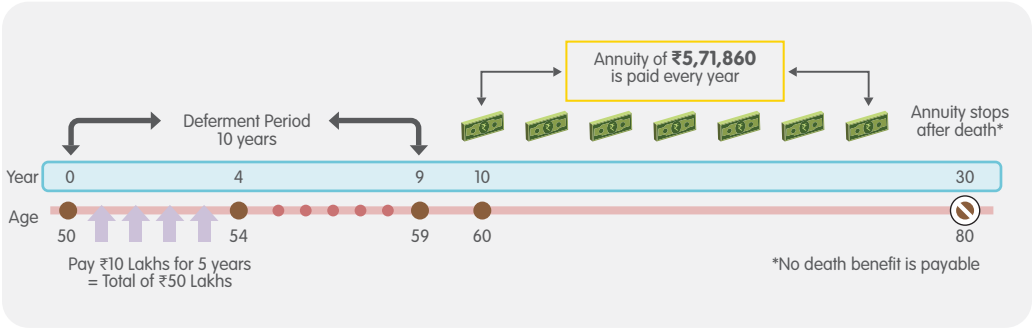 Annuity of ₹5,71,860
is paid every year
Deferment Period
10 years
Annuity stops
after death*
Year 0 4 9 10 30
Age
50 54 59 60 80
Pay ₹10 Lakhs for 5 years
= Total of ₹50 Lakhs
*No death benefit is payable